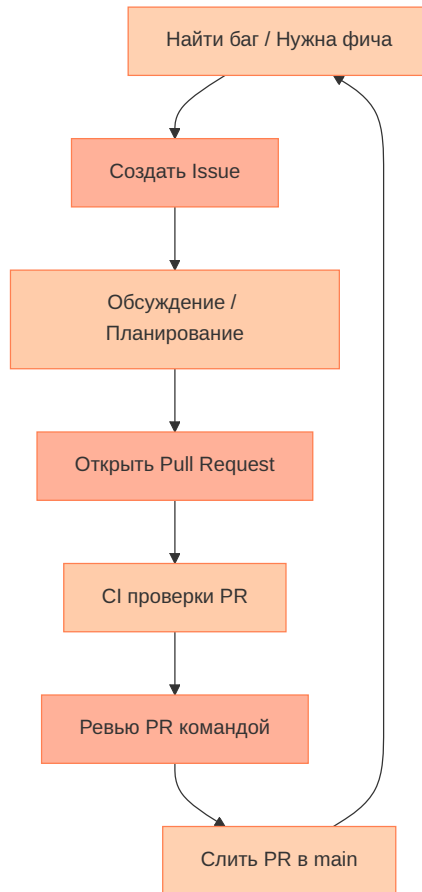 Найти баг / Нужна фича
Создать Issue
Обсуждение /
Планирование
Открыть Pull Request
CI проверки PR
Ревью PR командой
Слить PR в main